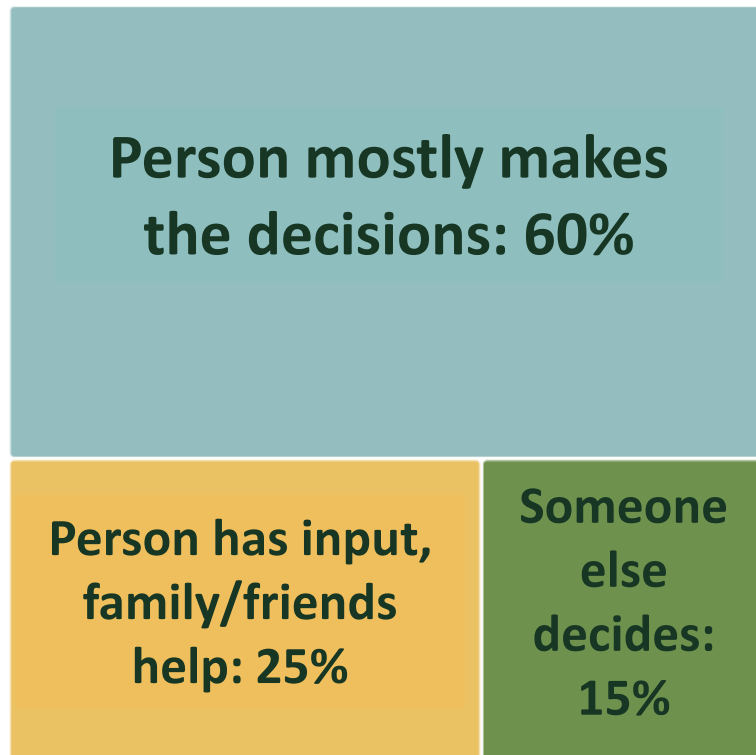 Person mostly makes
the decisions: 60%
Person has input,
family/friends
help: 25%
Someone
else
decides:
15%